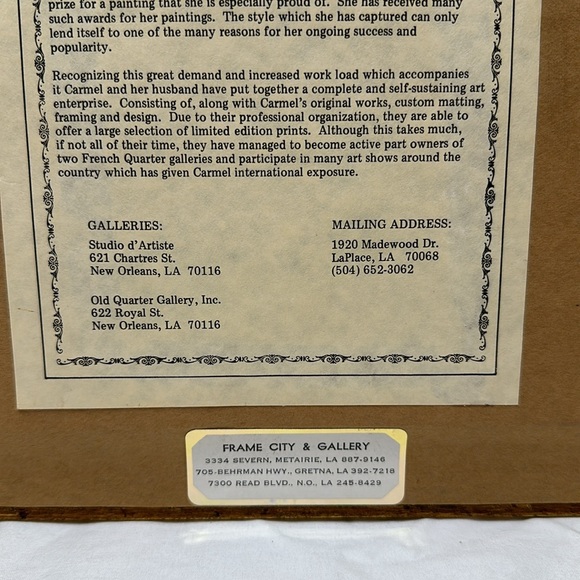 prize for a painting that she is especially proud of. She has received many
such awards for her paintings. The style which she has captured can only
lend itself to one of the many reasons for her ongoing success and
popularity.
Recognizing this great demand and increased work load which accompanies
it Carmel and her husband have put together a complete and self-sustaining art
enterprise. Consisting of, along with Carmel's original works, custom matting,
framing and design. Due to their professional organization, they are able to
offer a large selection of limited edition prints. Although this takes much,
if not all of their time, they have managed to become active part owners of
two French Quarter galleries and participate in many art shows around the
country which has given Carmel international exposure.
GALLERIES:
Studio d'Artiste
621 Chartres St.
New Orleans, LA 70116
Old Quarter Gallery, Inc.
622 Royal St.
New Orleans, LA 70116
MAILING ADDRESS:
1920 Madewood Dr.
LaPlace, LA 70068
(504) 652-3062
FRAME CITY & GALLERY
3334 SEVERN, METAIRIE, LA 887-9146
705-BEHRMAN HWY., GRETNA, LA 392-7218
7300 READ BLVD., N.O., LA 245-8429